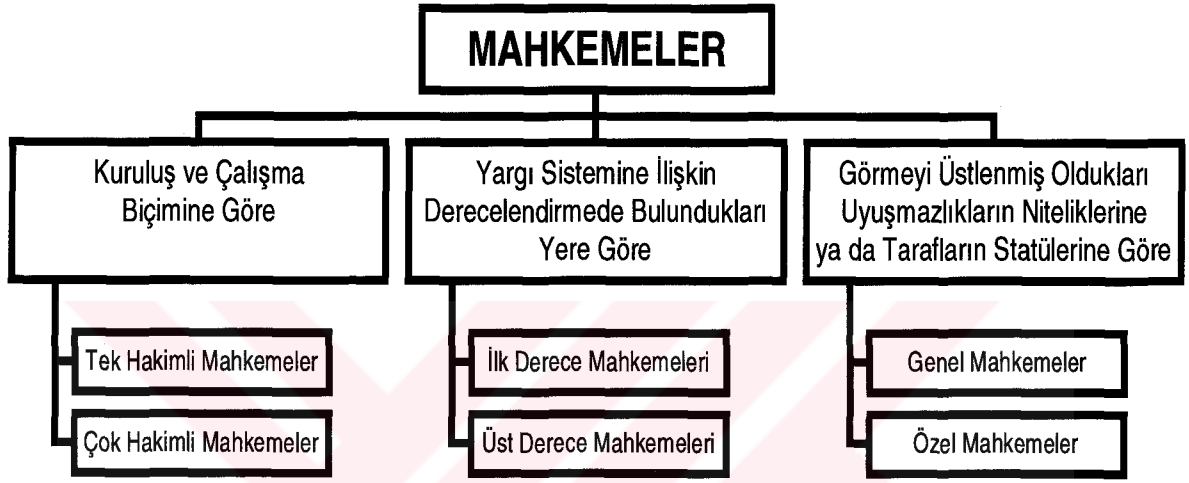 MAHKEMELER
Kuruluş ve Çalışma
Biçimine Göre
Tek Hakimli Mahkemeler
Çok Hakimli Mahkemeler
Yargı Sistemine İlişkin
Derecelendirmede Bulundukları
Yere Göre
İlk Derece Mahkemeleri
Üst Derece Mahkemeleri
Görmeyi Üstlenmiş Oldukları
Uyuşmazlıkların Niteliklerine
ya da Tarafların Statülerine Göre
Genel Mahkemeler
Özel Mahkemeler